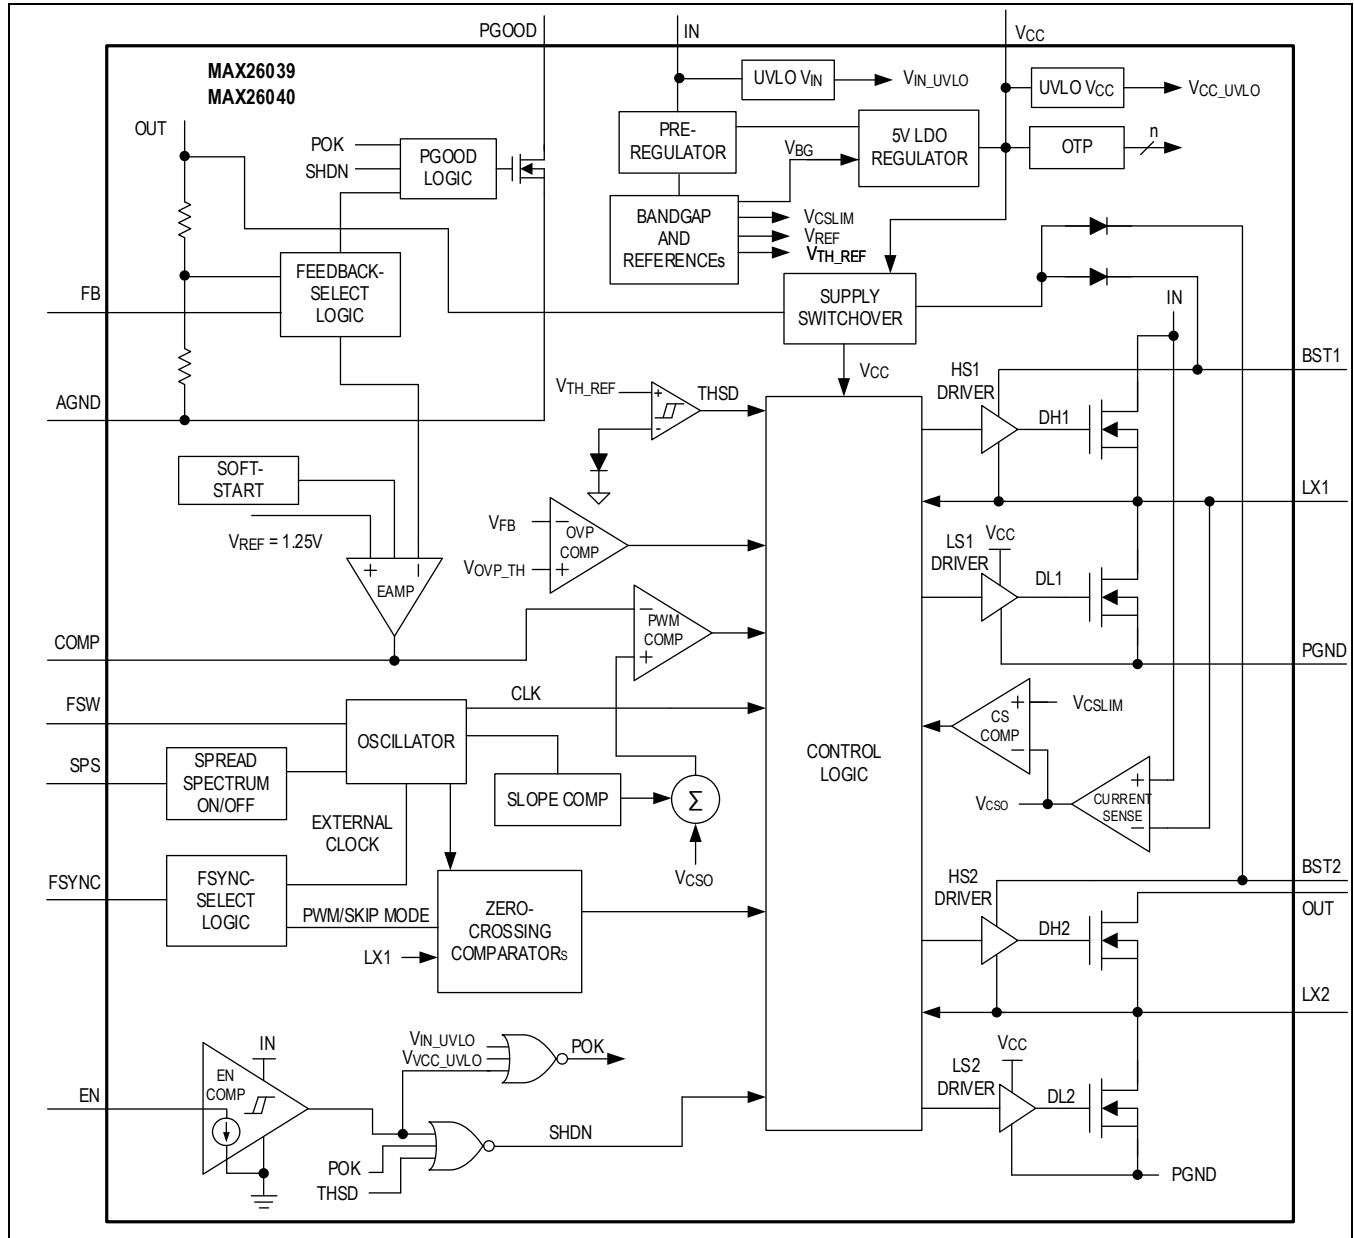 PGOOD
IN
VCC
MAX26039
MAX26040
UVLO VIN
VIN_UVLO
UVLO VCC
VCC_UVLO
OUT
POK
SHDN
PGOOD
LOGIC
PRE-
REGULATOR
VBG
5V LDO
REGULATOR
OTP
n
BANDGAP
AND
REFERENCEs
VCSLIM
VREF
VTH_REF
FB
FEEDBACK-
SELECT
LOGIC
SUPPLY
SWITCHOVER
IN
VCC
BST1
HS1
DRIVER
DH1
AGND
VTH_REF
+
-
THSD
SOFT-
START
VREF = 1.25V
+
−
EAMP
VFB
−
OVP
COMP
VOVP_TH
+
LX1
VCC
LS1
DRIVER
DL1
COMP
−
PWM
COMP
+
PGND
FSW
OSCILLATOR
CLK
SPS
SPREAD
SPECTRUM
ON/OFF
SLOPE COMP
Σ
VCSO
EXTERNAL
CLOCK
CONTROL
LOGIC
+
CS
COMP
−
VCSLIM
VCSO
+
CURRENT
SENSE
−
FSYNC
FSYNC-
SELECT
LOGIC
PWM/SKIP MODE
LX1
ZERO-
CROSSING
COMPARATORs
HS2
DRIVER
DH2
BST2
OUT
LX2
VCC
LS2
DRIVER
DL2
PGND
EN
EN
COMP
IN
VIN_UVLO
VVCC_UVLO
POK
POK
THSD
SHDN